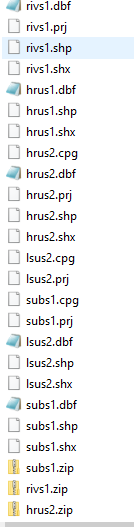 rivs1.dbf
rivs1.prj
rivs1.shp
rivs1.shx
hrus1.dbf
hrus1.shp
hrus1.shx
hrus2.cpg
hrus2.dbf
hrus2.prj
hrus2.shp
hrus2.shx
lsus2.cpg
lsus2.prj
subs1.cpg
subs1.prj
lsus2.dbf
lsus2.shp
lsus2.shx
subs1.dbf
subs1.shp
subs1.shx
subs1.zip
rivs1.zip
hrus2.zip